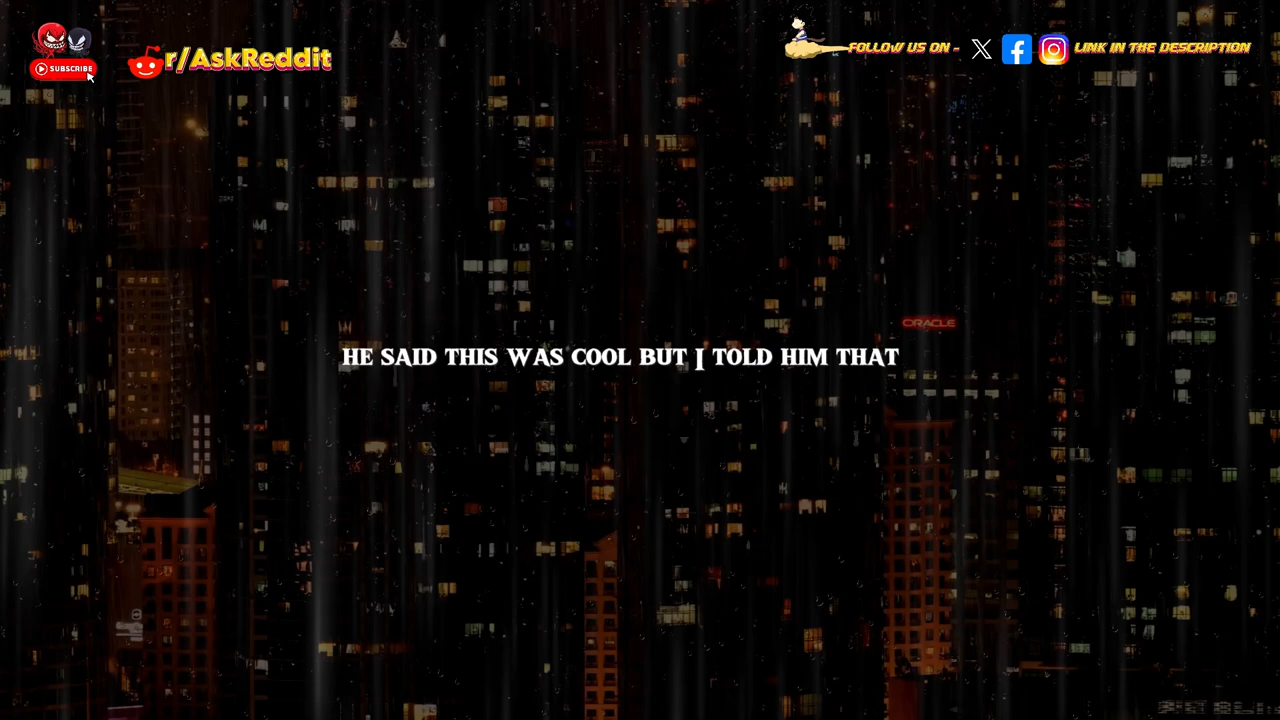 SUBSCRIBE
r/AskReddit
FOLLOW US ON -
LINK IN THE DESCRIPTION
ORACLE
HE SAID THIS WAS COOL BUT I TOLD HIM THAT